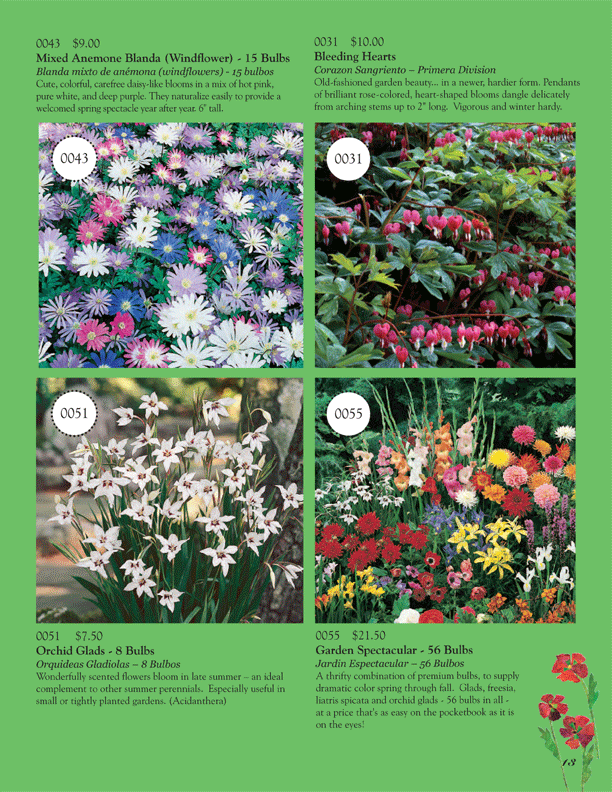 0043 $9.00
Mixed Anemone Blanda (Windflower) - 15 Bulbs
Blanda mixto de anémona (windflowers) - 15 bulbos
Cute, colorful, carefree daisy-like blooms in a mix of hot pink,
pure white, and deep purple. They naturalize easily to provide a
welcomed spring spectacle year after year. 6" tall.
0031 $10.00
Bleeding Hearts
Corazon Sangriento – Primera Division
Old-fashioned garden beauty... in a newer, hardier form. Pendants
of brilliant rose-colored, heart-shaped blooms dangle delicately
from arching stems up to 2" long. Vigorous and winter hardy.
0043
0031
0051
0055
0051 $7.50
Orchid Glads - 8 Bulbs
Orquideas Gladiolas – 8 Bulbos
Wonderfully scented flowers bloom in late summer – an ideal
complement to other summer perennials. Especially useful in
small or tightly planted gardens. (Acidanthera)
0055 $21.50
Garden Spectacular - 56 Bulbs
Jardin Espectacular – 56 Bulbos
A thrifty combination of premium bulbs, to supply
dramatic color spring through fall. Glads, freesia,
liatris spicata and orchid glads - 56 bulbs in all -
at a price that's as easy on the pocketbook as it is
on the eyes!
13